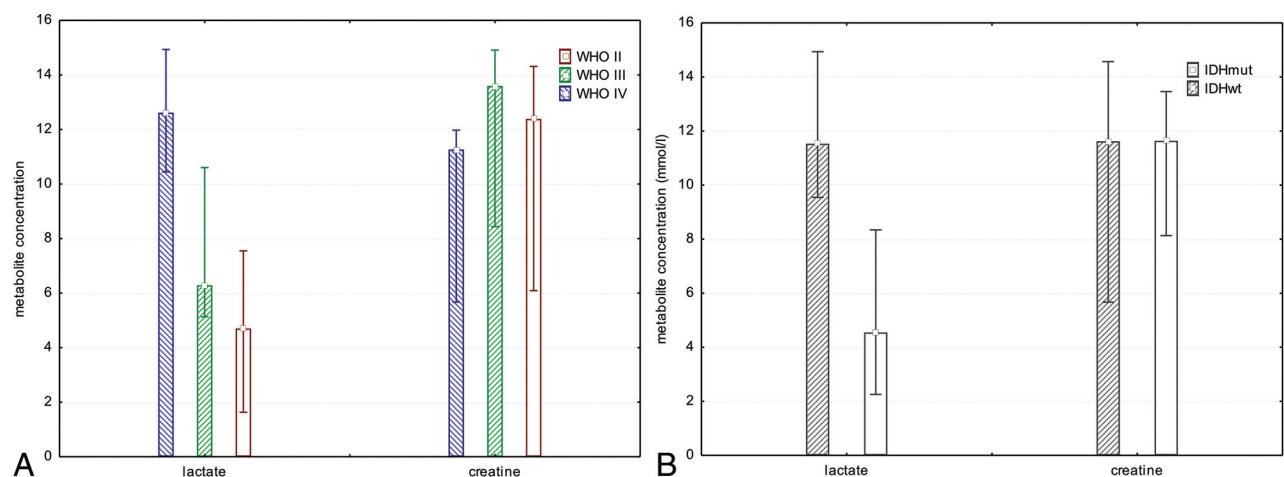 16
14
12
10
8
6
4
2
0
metabolite concentration
WHO II
WHO III
WHO IV
lactate
creatine
A
16
14
12
10
8
6
4
2
0
metabolite concentration (mmol/l)
IDHmut
IDHwt
lactate
creatine
B